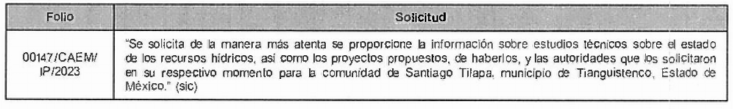 Folio
Solicitud
00147/CAEM/
IP/2023
"Se solicita de la manera más atenta se proporcione la información sobre estudios técnicos sobre el estado
de los recursos hídricos, así como los proyectos propuestos, de haberlos, y las autoridades que los solicitaron
en su respectivo momento para la comunidad de Santiago Tilapa, municipio de Tianguistenco, Estado de
México." (sic)